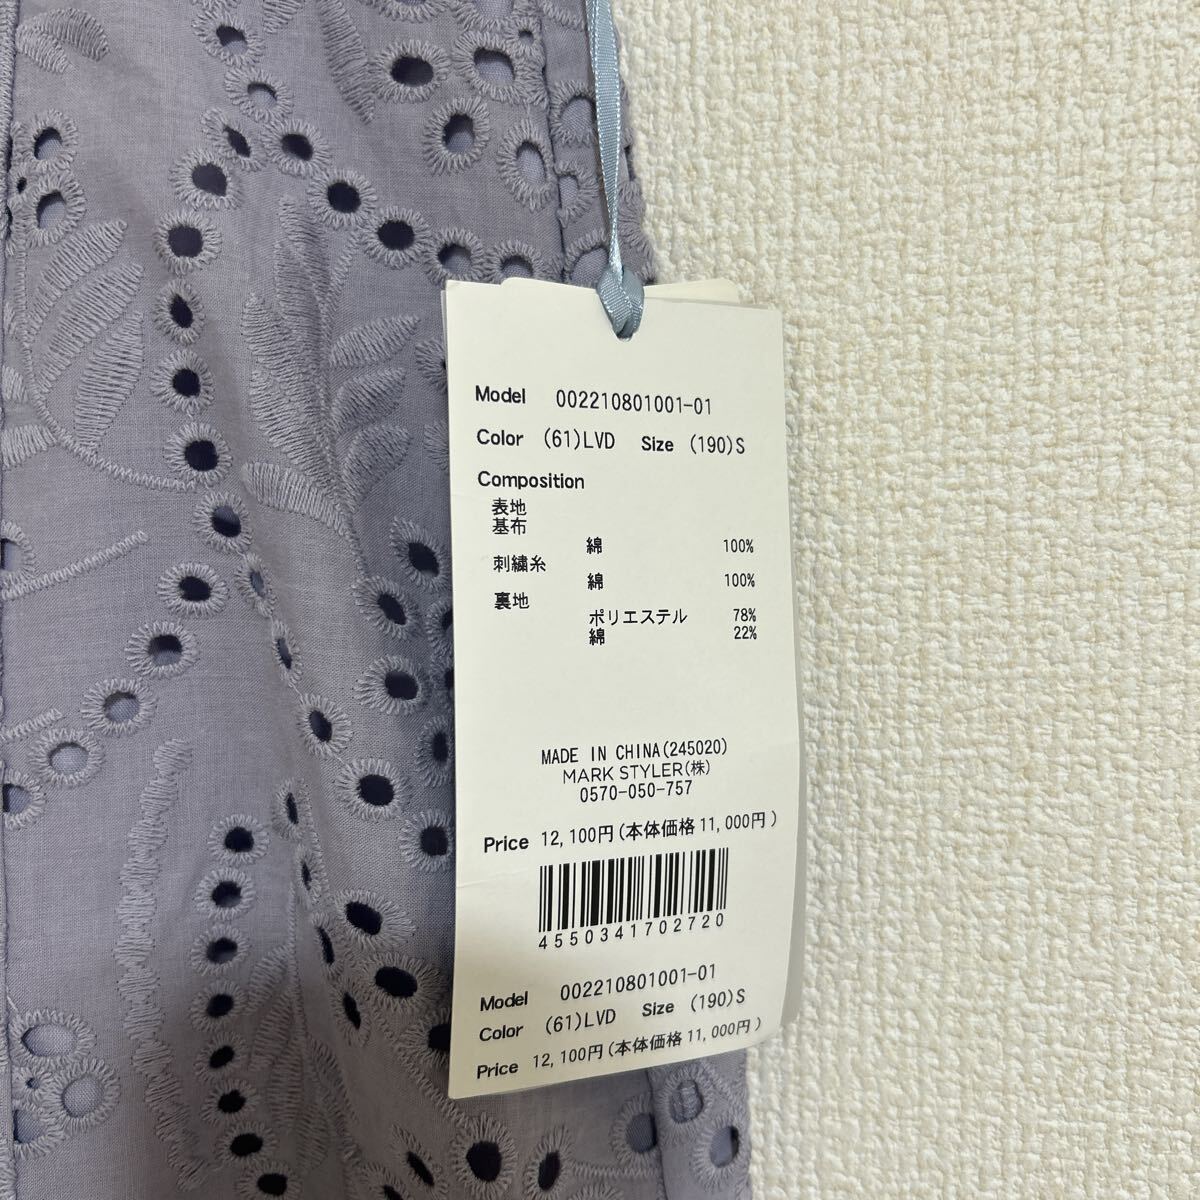 Model 002210801001-01
Color (61)LVD Size (190)S
Composition
表地
基布
綿 100%
刺繍糸
綿 100%
裏地
ポリエステル 78%
綿 22%
MADE IN CHINA(245020)
MARK STYLER(株)
0570-050-757
Price 12,100円(本体価格11,000円)
4550341702720
Model 002210801001-01
Color (61)LVD Size (190)S
Price 12,100円(本体価格11,000円)